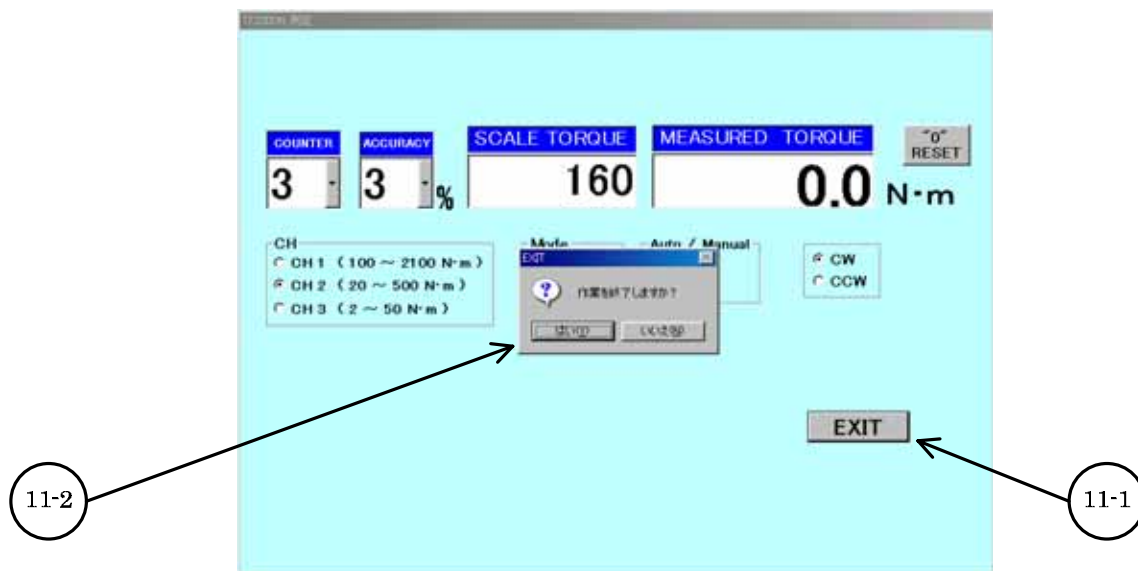 COUNTER
ACCURACY
SCALE TORQUE
MEASURED TORQUE
"0"
RESET
3
3
%
160
0.0
N·m
CH
Mode
Auto / Manual
CH 1 ( 100 ～ 2100 N·m )
CH 2 ( 20 ～ 500 N·m )
CH 3 ( 2 ～ 50 N·m )
CW
CCW
EXIT
作業を終了しますか？
はい(Y)
いいえ(N)
EXIT
11-2
11-1